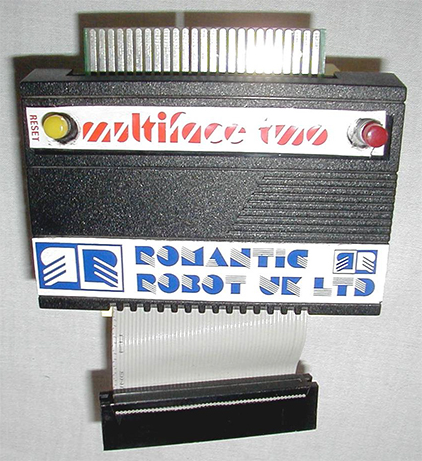 RESET
multiface two
ROMANTIC
ROBOT UK LTD